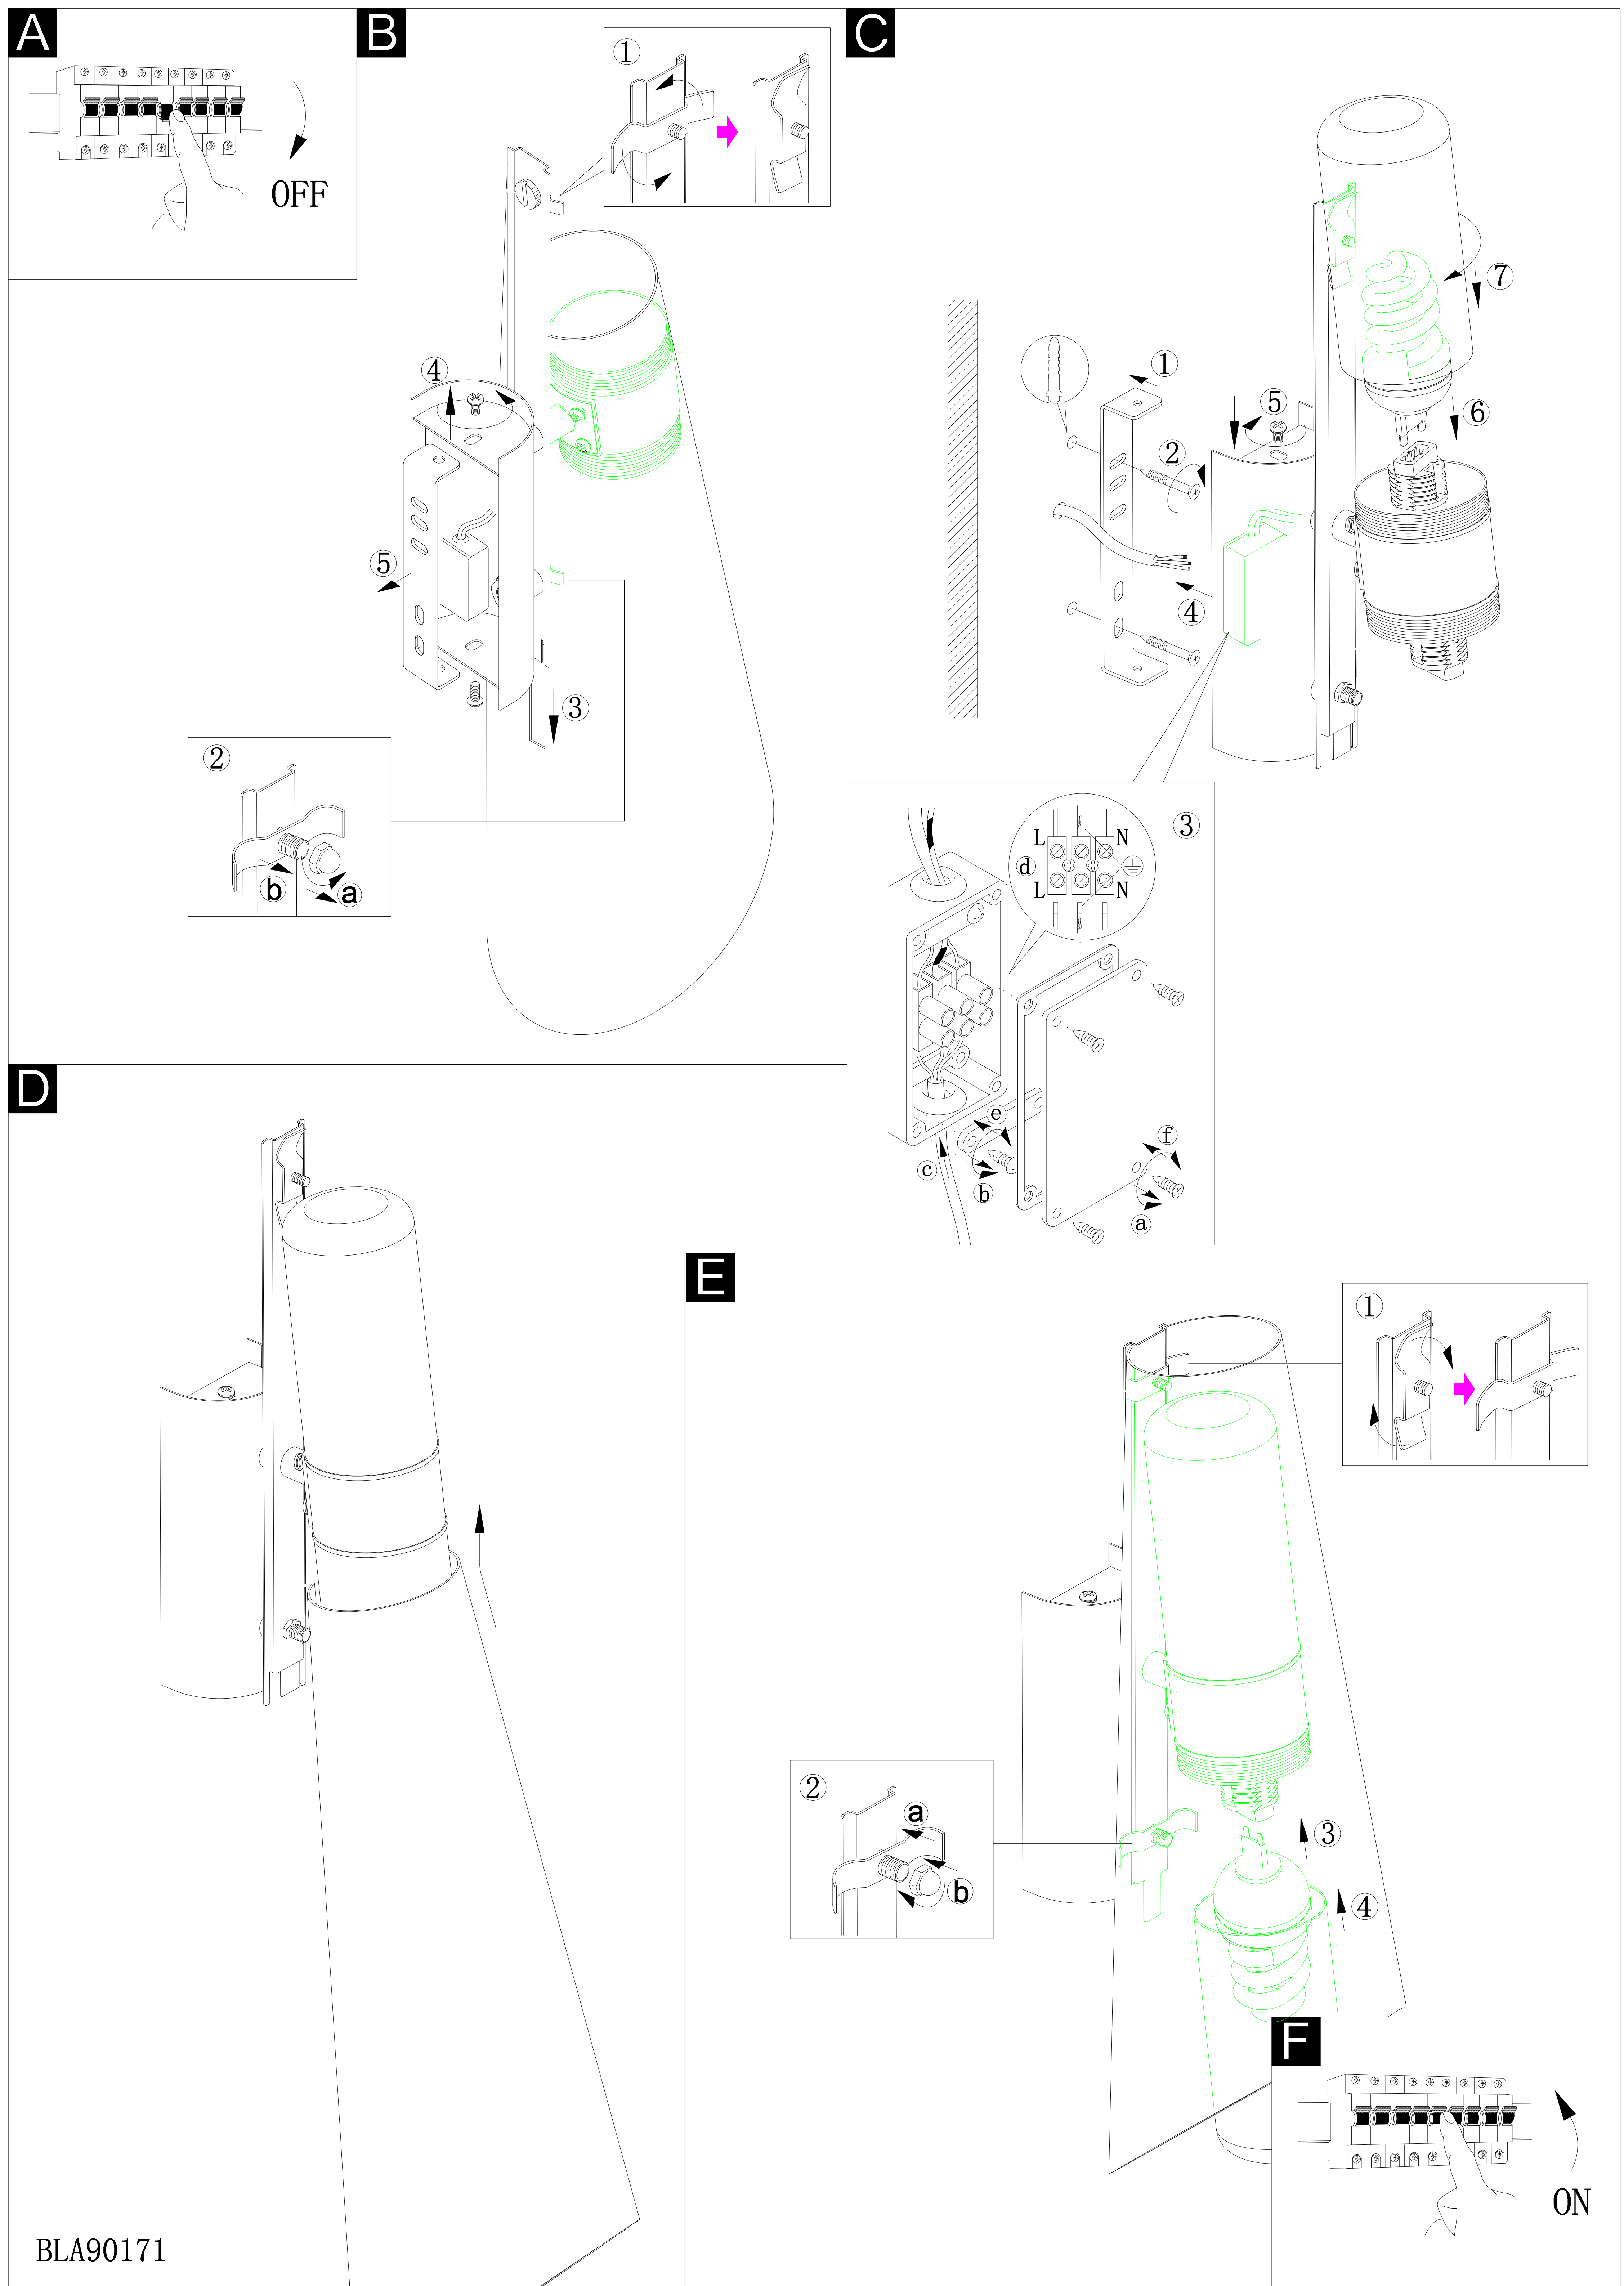 A
OFF
B
①
④
⑤
③
②
ⓑ
ⓐ
C
⑦
①
⑤
⑥
②
④
③
L
N
ⓓ
L
N
ⓔ
ⓕ
ⓒ
ⓑ
ⓐ
D
BLA90171
E
①
②
ⓐ
ⓑ
③
④
F
ON